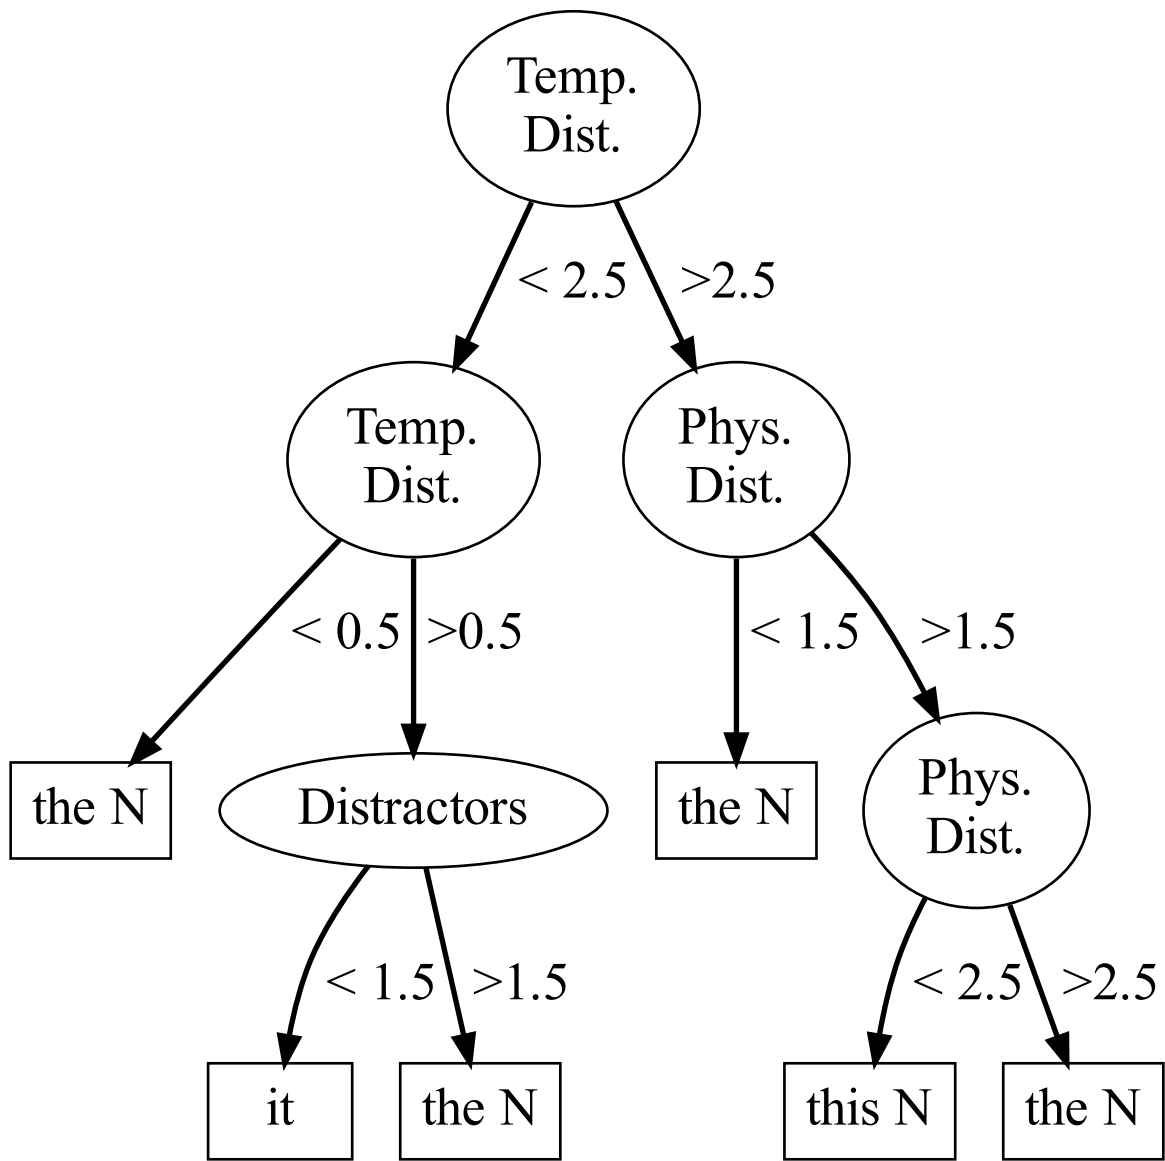 Temp.
Dist.
< 2.5
>2.5
Temp.
Dist.
Phys.
Dist.
< 0.5
>0.5
< 1.5
>1.5
the N
Distractors
the N
Phys.
Dist.
< 1.5
>1.5
< 2.5
>2.5
it
the N
this N
the N